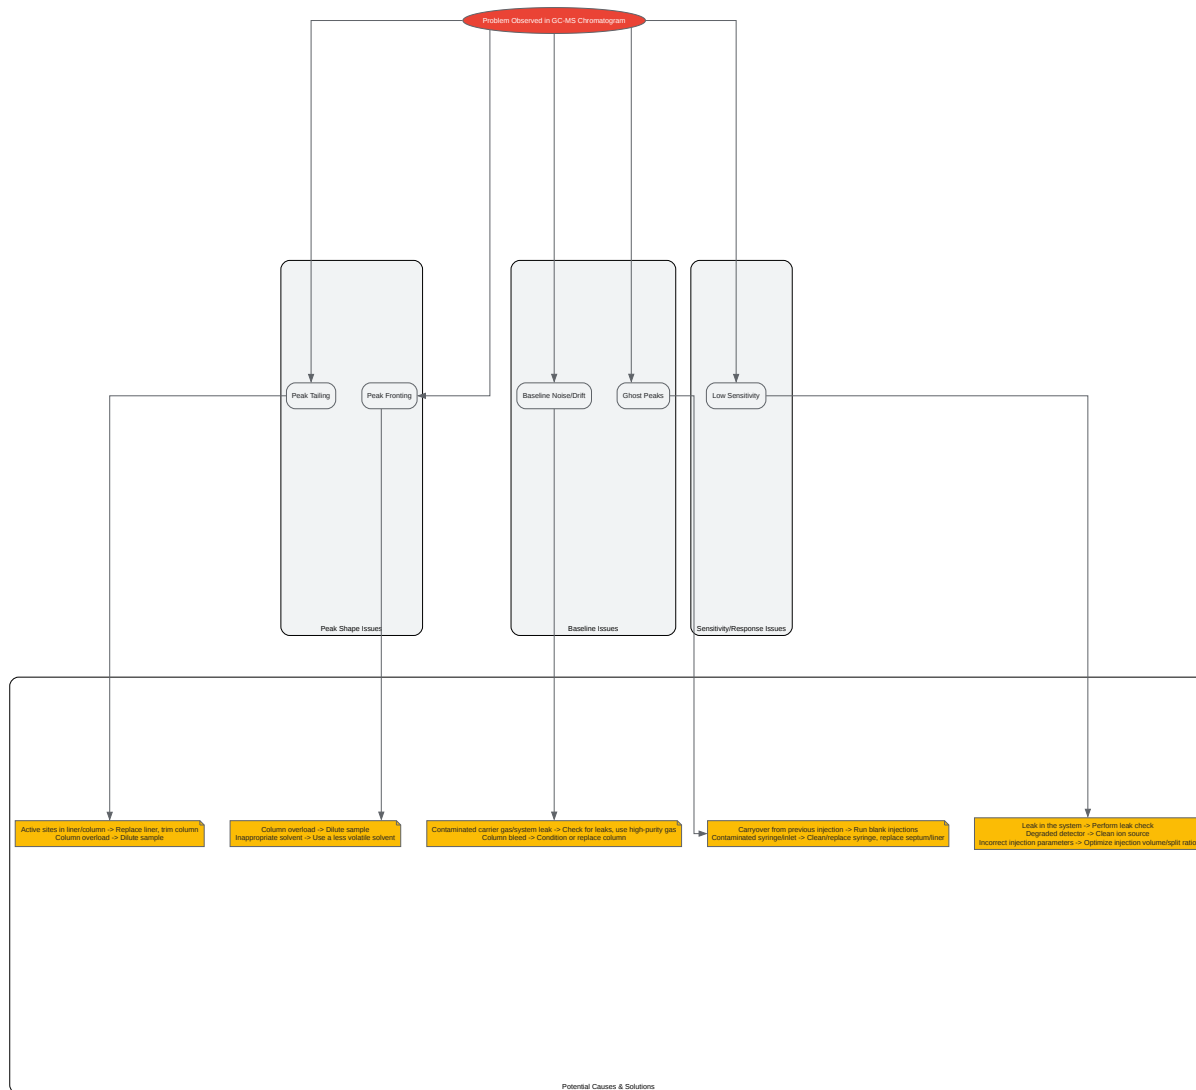 Problem Observed in GC-MS Chromatogram
Peak Tailing
Peak Fronting
Baseline Noise/Drift
Ghost Peaks
Low Sensitivity
Peak Shape Issues
Baseline Issues
Sensitivity/Response Issues
Active sites in liner/column -> Replace liner, trim column
Column overload -> Dilute sample
Column overload -> Dilute sample
Inappropriate solvent -> Use a less volatile solvent
Contaminated carrier gas/system leak -> Check for leaks, use high-purity gas
Column bleed -> Condition or replace column
Carryover from previous injection -> Run blank injections
Contaminated syringe/inlet -> Clean/replace syringe, replace septum/liner
Leak in the system -> Perform leak check
Degraded detector -> Clean ion source
Incorrect injection parameters -> Optimize injection volume/split ratio
Potential Causes & Solutions